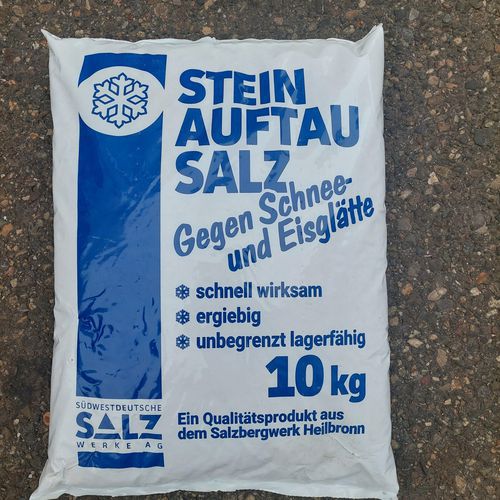 STEIN
AUFTAU
SALZ
Gegen Schnee-
und Eisglätte
schnell wirksam
ergiebig
unbegrenzt lagerfähig
10 kg
SÜDWESTDEUTSCHE
SALZ
WERKE AG
Ein Qualitätsprodukt aus
dem Salzbergwerk Heilbronn